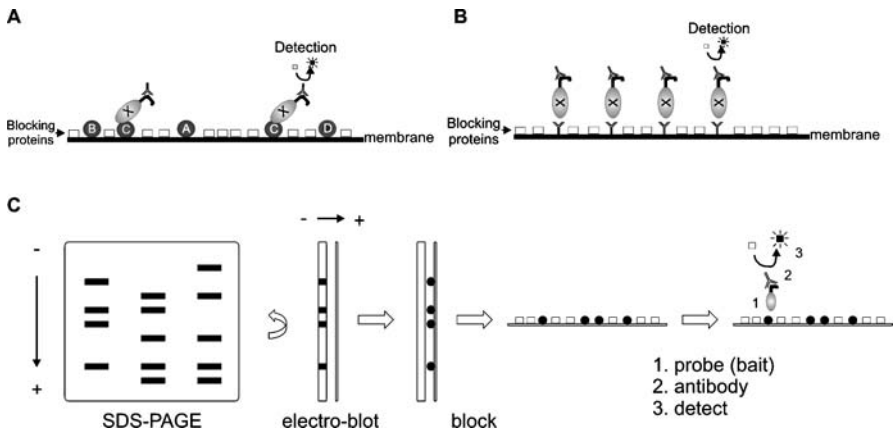 A
Detection
X
X
Blocking
proteins
B
C
A
C
D
membrane
B
Detection
X
X
X
X
Blocking
proteins
membrane
C
-
+
SDS-PAGE
- +
electro-blot
block
3
2
1
1. probe (bait)
2. antibody
3. detect